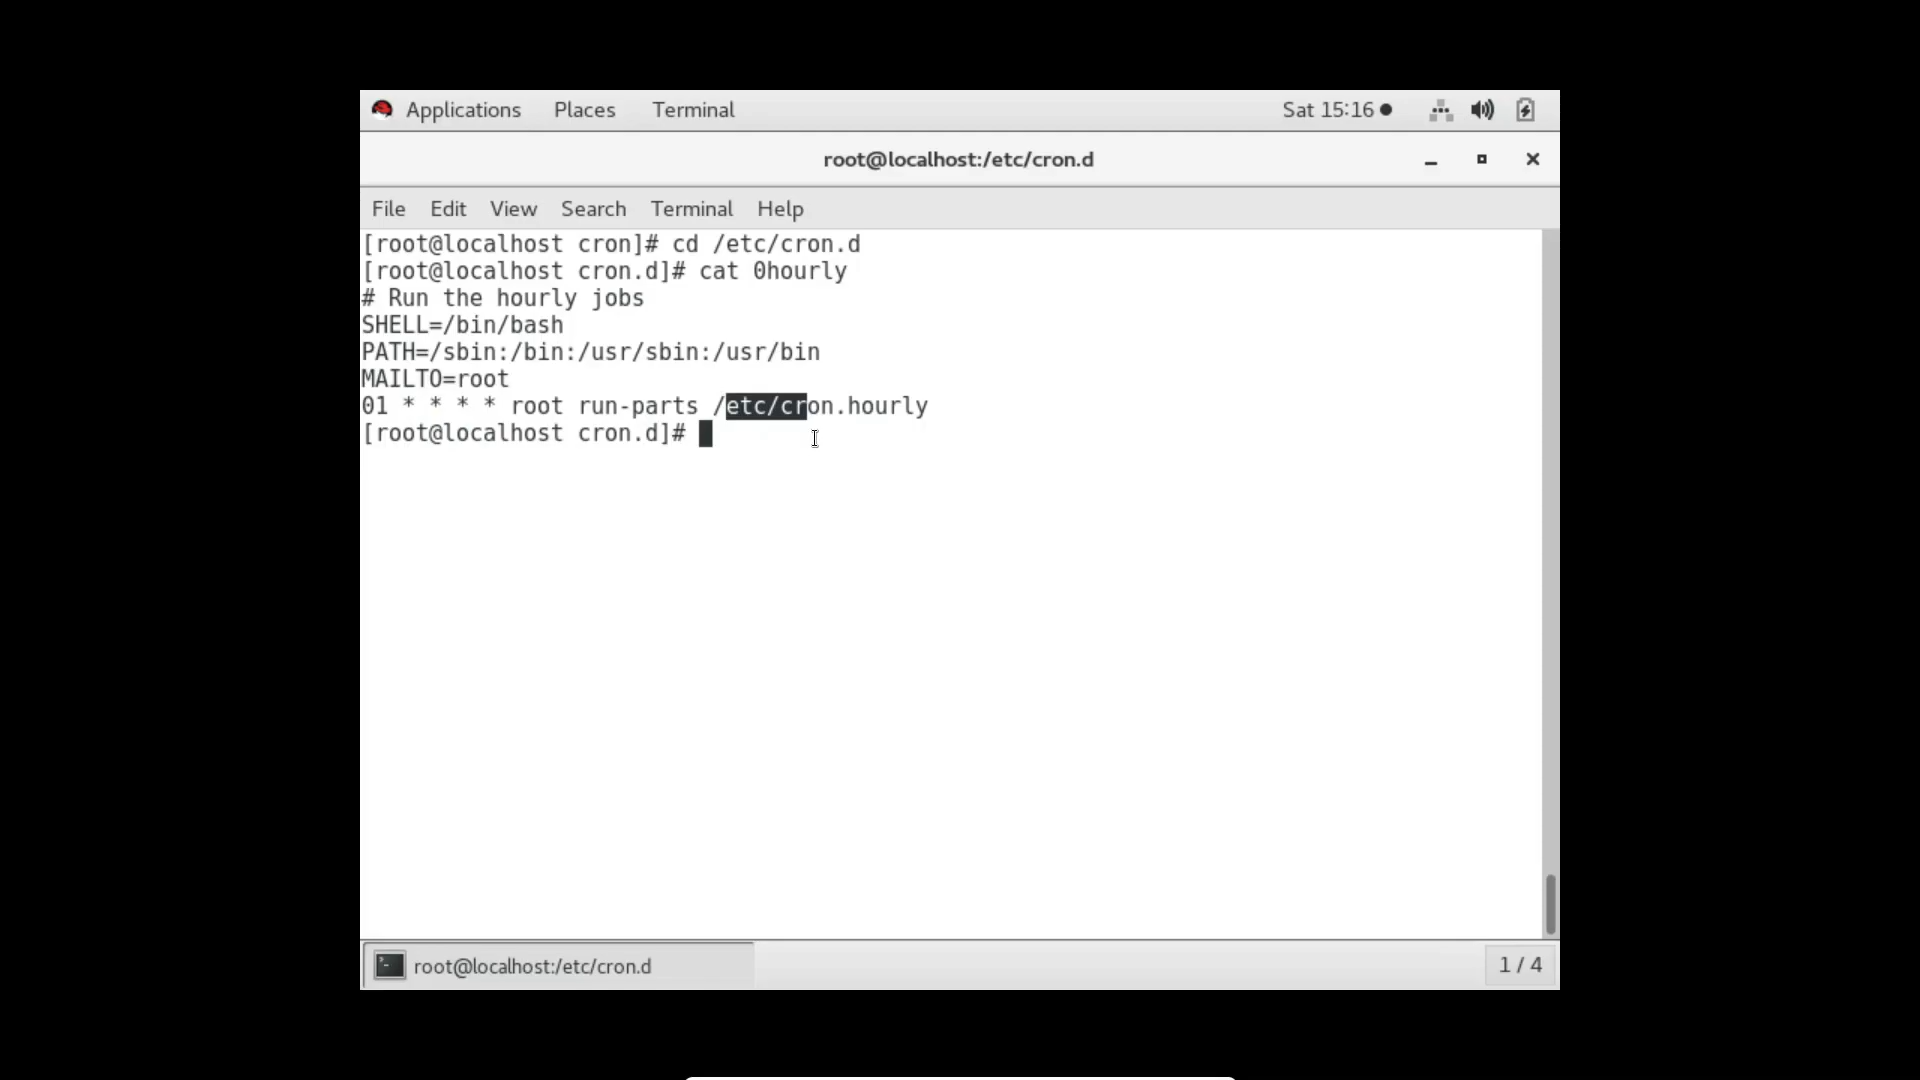 Applications Places Terminal Sat 15:16
root@localhost:/etc/cron.d
File Edit View Search Terminal Help
[root@localhost cron]# cd /etc/cron.d
[root@localhost cron.d]# cat 0hourly
# Run the hourly jobs
SHELL=/bin/bash
PATH=/sbin:/bin:/usr/sbin:/usr/bin
MAILTO=root
01 * * * * root run-parts /etc/cron.hourly
[root@localhost cron.d]#
root@localhost:/etc/cron.d 1 / 4